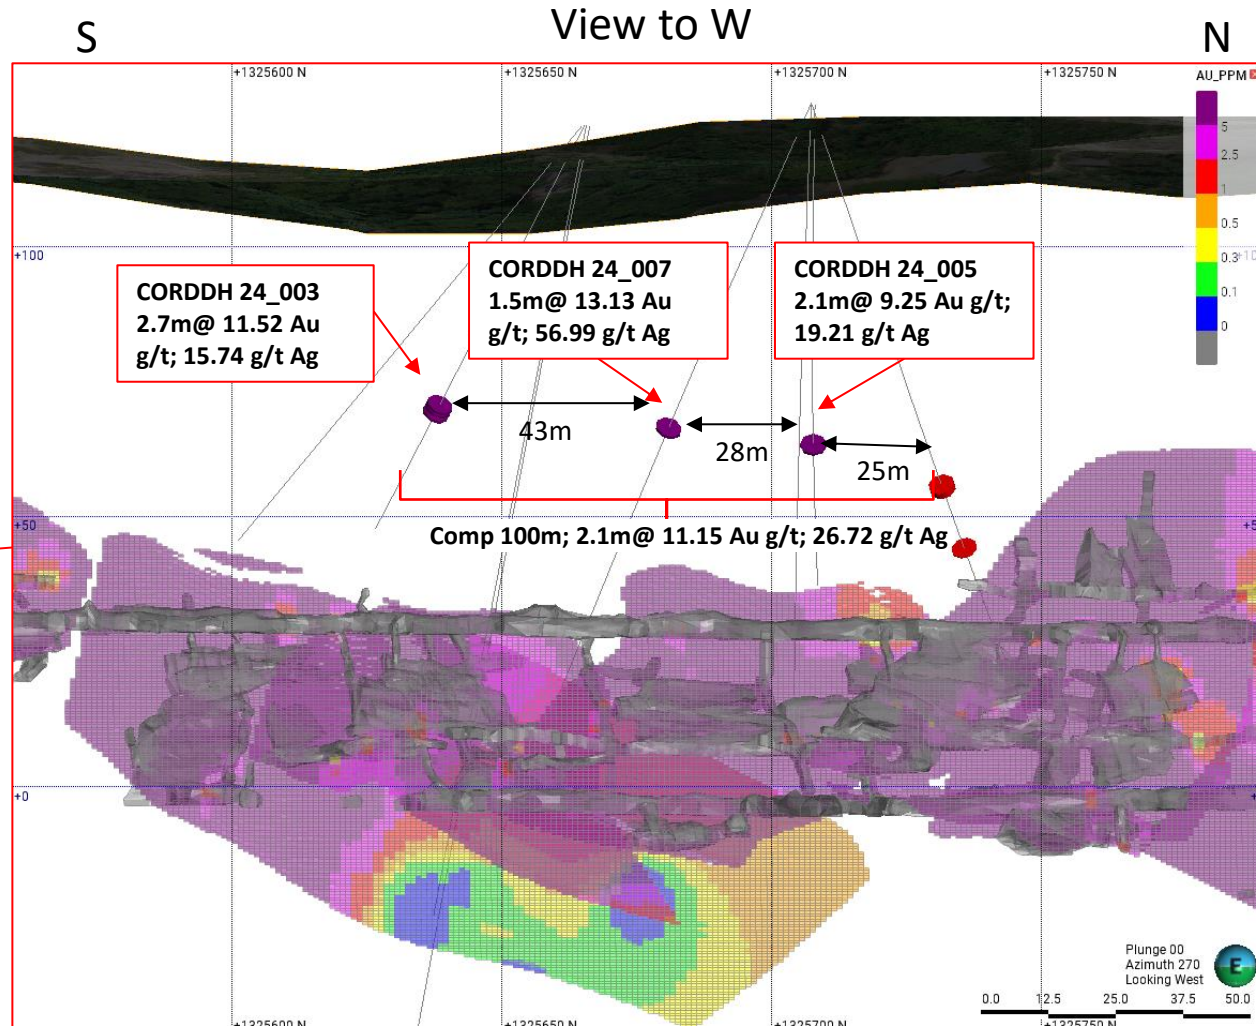 View to W
S
N
+1325600 N
+1325650 N
+1325700 N
+1325750 N
AU_PPM
5
2.5
1
0.5
0.3
0.1
0
+100
CORDDH 24_003
2.7m@ 11.52 Au
g/t; 15.74 g/t Ag
CORDDH 24_007
1.5m@ 13.13 Au
g/t; 56.99 g/t Ag
CORDDH 24_005
2.1m@ 9.25 Au g/t;
19.21 g/t Ag
43m
28m
25m
+50
Comp 100m; 2.1m@ 11.15 Au g/t; 26.72 g/t Ag
+0
Plunge 00
Azimuth 270
Looking West
E
0.0 12.5 25.0 37.5 50.0
+1325600 N
+1325650 N
+1325700 N
+1325750 N